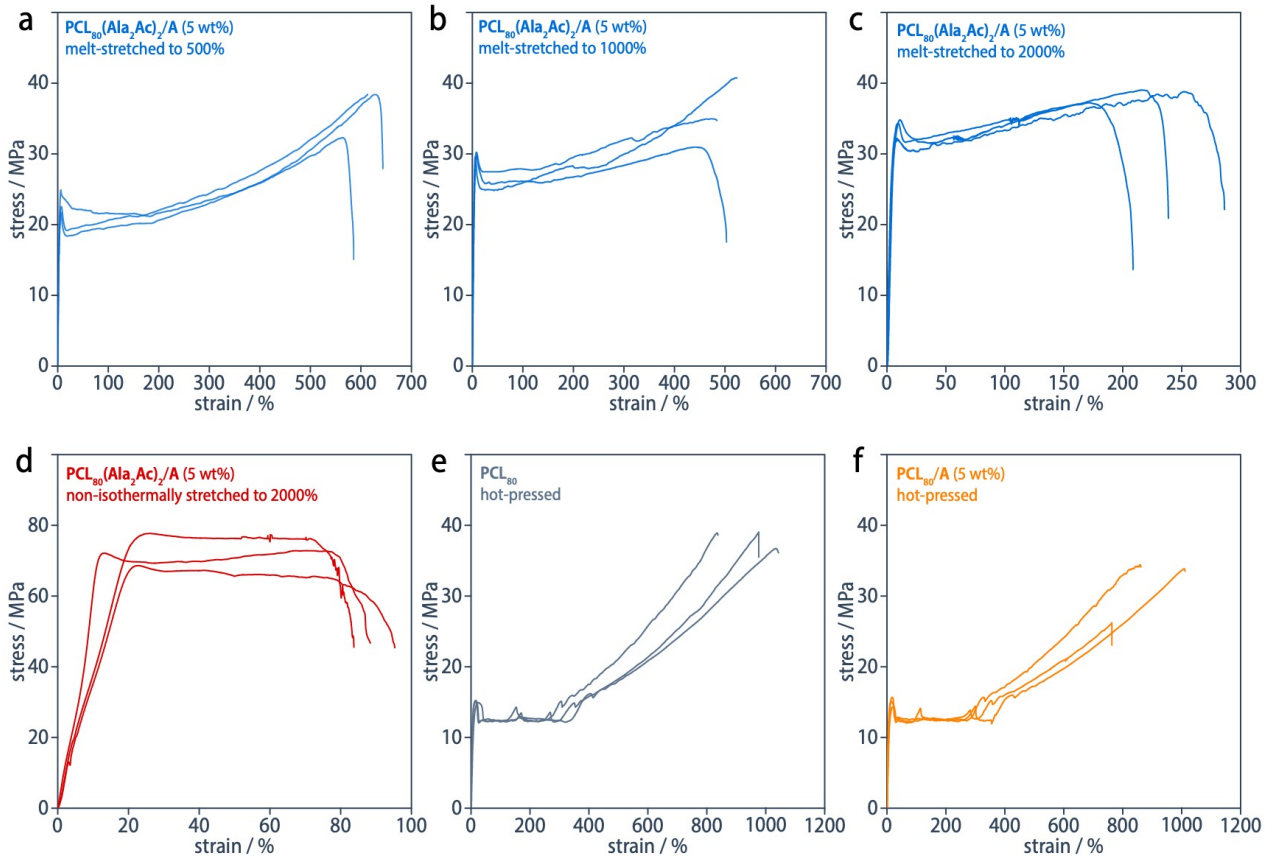 a
PCL₈₀(Ala₂Ac)₂/A (5 wt%)
melt-stretched to 500%
40
30
20
10
0
stress / MPa
0 100 200 300 400 500 600 700
strain / %
b
PCL₈₀(Ala₂Ac)₂/A (5 wt%)
melt-stretched to 1000%
40
30
20
10
0
stress / MPa
0 100 200 300 400 500 600 700
strain / %
c
PCL₈₀(Ala₂Ac)₂/A (5 wt%)
melt-stretched to 2000%
40
30
20
10
0
stress / MPa
0 50 100 150 200 250 300
strain / %
d
PCL₈₀(Ala₂Ac)₂/A (5 wt%)
non-isothermally stretched to 2000%
80
60
40
20
0
stress / MPa
0 20 40 60 80 100
strain / %
e
PCL₈₀
hot-pressed
40
30
20
10
0
stress / MPa
0 200 400 600 800 1000 1200
strain / %
f
PCL₈₀/A (5 wt%)
hot-pressed
40
30
20
10
0
stress / MPa
0 200 400 600 800 1000 1200
strain / %